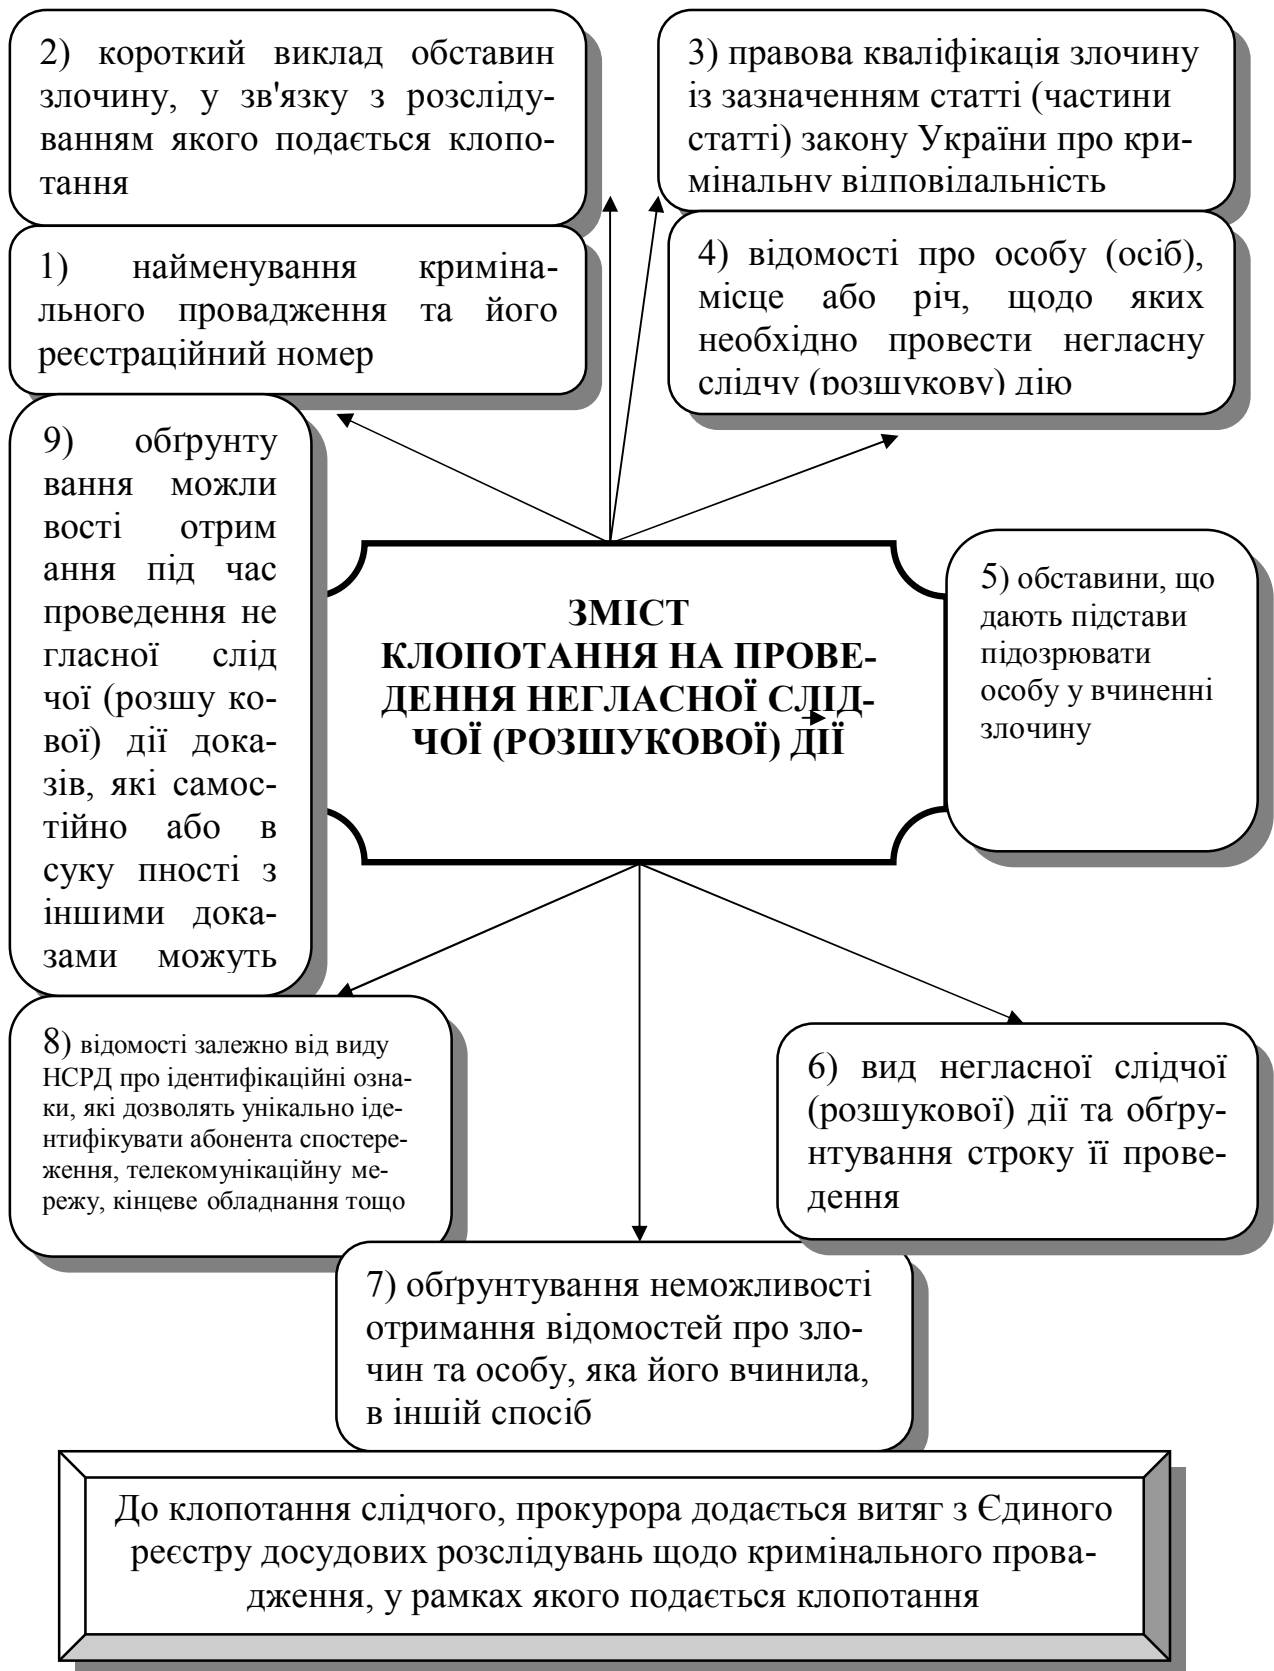 2) короткий виклад обставин
злочину, у зв'язку з розсліду-
ванням якого подається клопо-
тання
3) правова кваліфікація злочину
із зазначенням статті (частини
статті) закону України про кри-
мінальну відповідальність
1) найменування криміна-
льного провадження та його
реєстраційний номер
4) відомості про особу (осіб),
місце або річ, щодо яких
необхідно провести негласну
слідчу (розшукову) дію
9) обґрунту
вання можли
вості отрим
ання під час
проведення не
гласної слід
чої (розшу ко-
вої) дії дока-
зів, які самос-
тійно або в
суку пності з
іншими дока-
зами можуть
ЗМІСТ
КЛОПОТАННЯ НА ПРОВЕ-
ДЕННЯ НЕГЛАСНОЇ СЛІД-
ЧОЇ (РОЗШУКОВОЇ) ДІЇ
5) обставини, що
дають підстави
підозрювати
особу у вчиненні
злочину
8) відомості залежно від виду
НСРД про ідентифікаційні озна-
ки, які дозволять унікально іде-
нтифікувати абонента спостере-
ження, телекомунікаційну ме-
режу, кінцеве обладнання тощо
6) вид негласної слідчої
(розшукової) дії та обґру-
нтування строку її прове-
дення
7) обґрунтування неможливості
отримання відомостей про зло-
чин та особу, яка його вчинила,
в іншій спосіб
До клопотання слідчого, прокурора додається витяг з Єдиного
реєстру досудових розслідувань щодо кримінального прова-
дження, у рамках якого подається клопотання